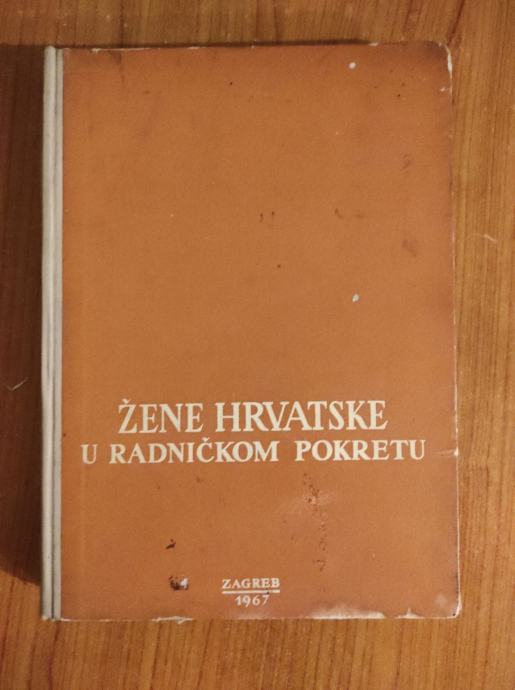 ŽENE HRVATSKE
U RADNIČKOM POKRETU
ZAGREB
1967